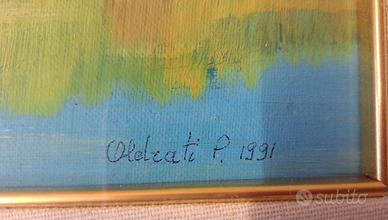 Oldrati P. 1991
subito